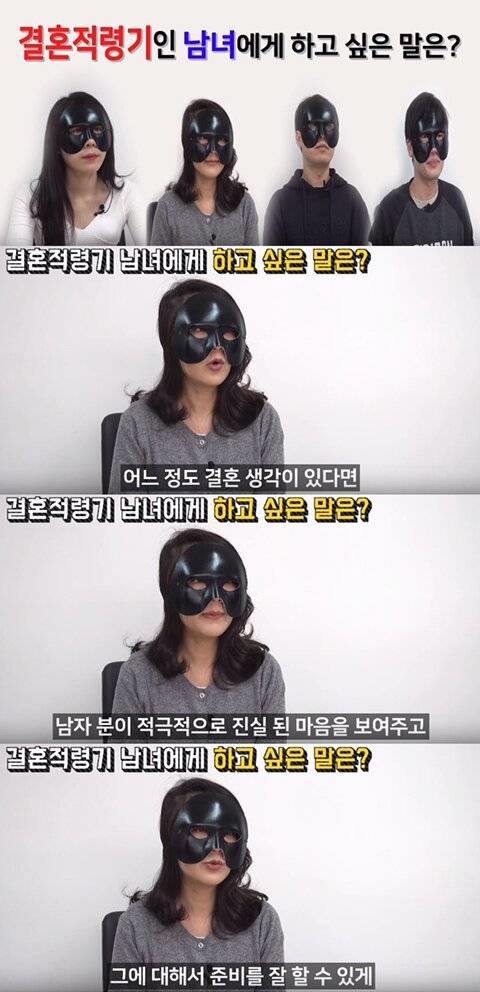 결혼적령기인 남녀에게 하고 싶은 말은?
결혼적령기 남녀에게 하고 싶은 말은?
어느 정도 결혼 생각이 있다면
결혼적령기 남녀에게 하고 싶은 말은?
남자 분이 적극적으로 진실 된 마음을 보여주고
결혼적령기 남녀에게 하고 싶은 말은?
그에 대해서 준비를 잘 할 수 있게